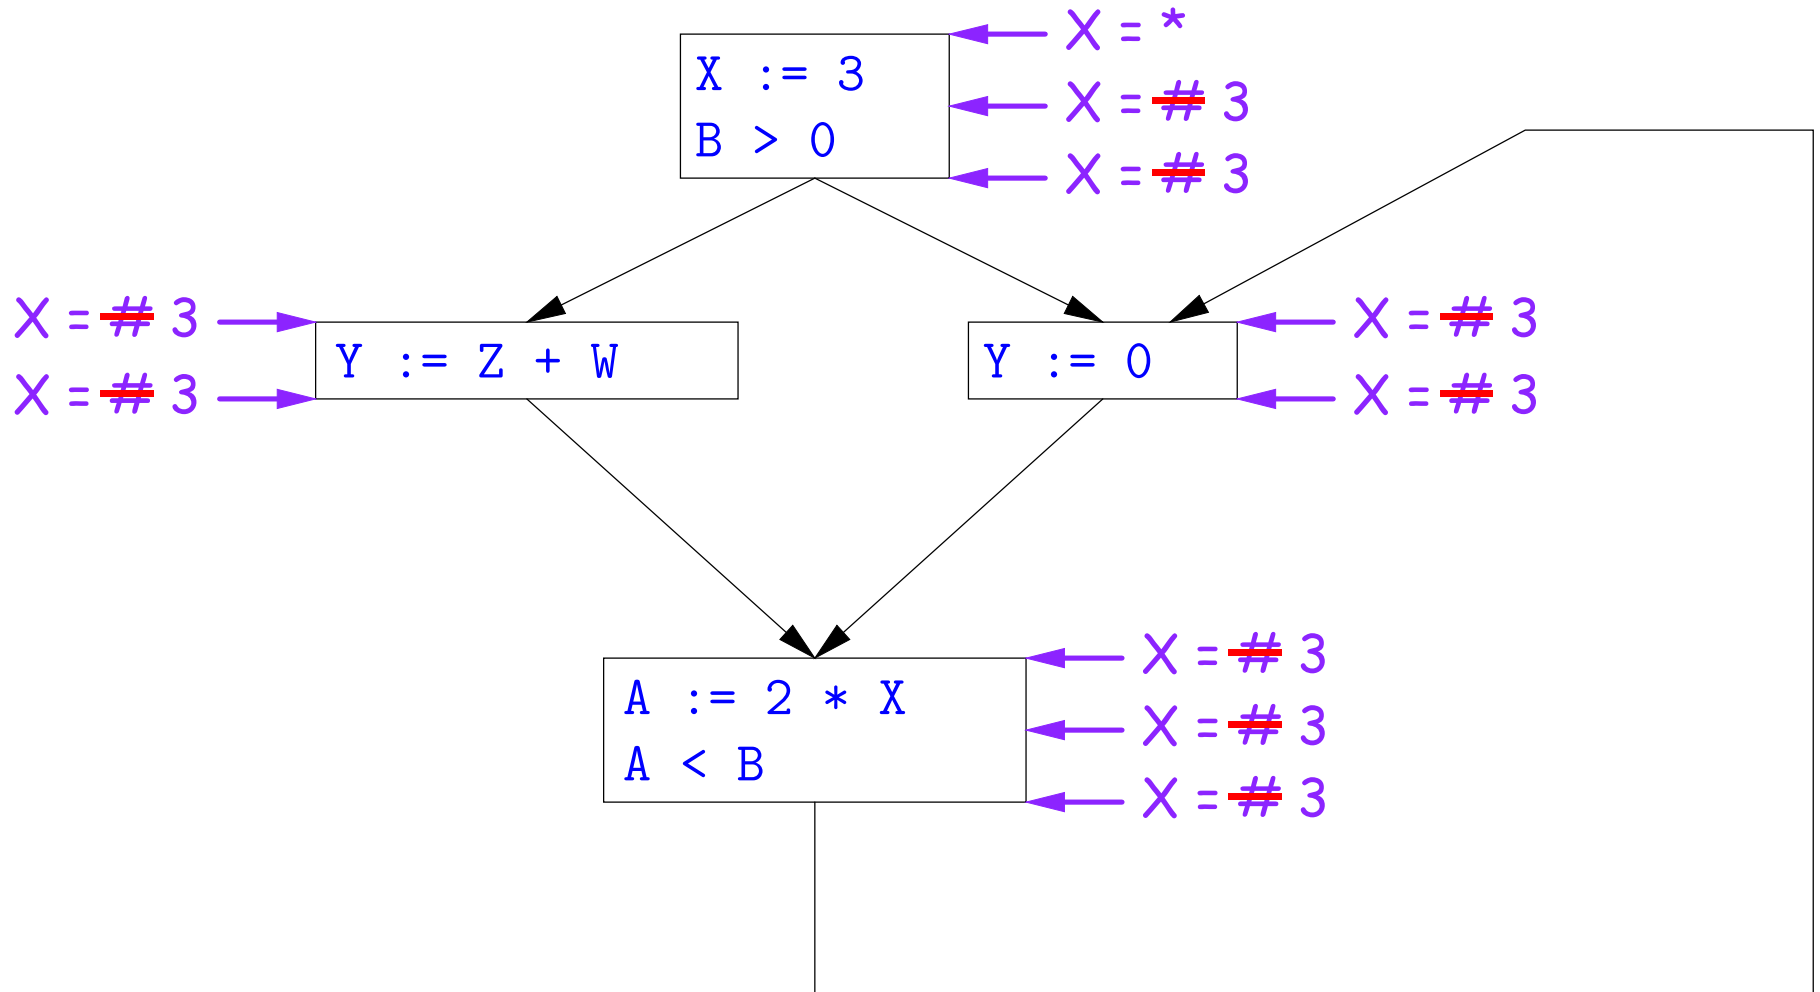 X = *
X := 3
X = # 3
B > 0
X = # 3
X = # 3
X = # 3
Y := Z + W
Y := 0
X = # 3
X = # 3
X = # 3
A := 2 * X
X = # 3
A < B
X = # 3